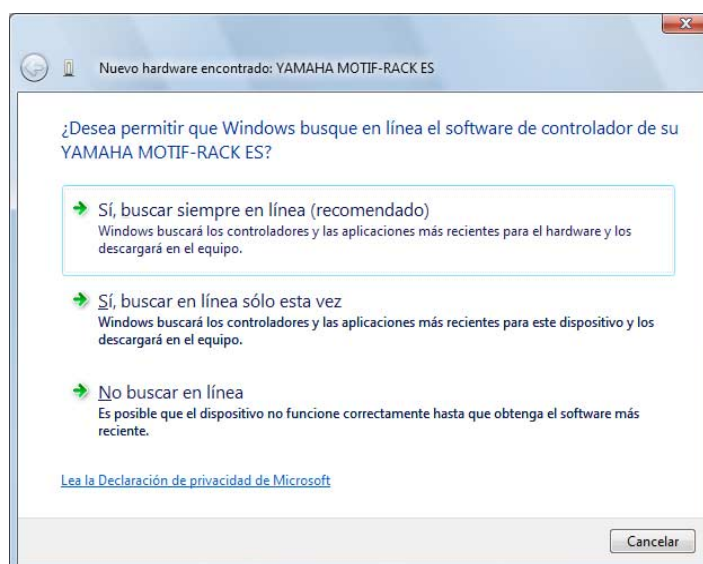 Nuevo hardware encontrado: YAMAHA MOTIF-RACK ES
¿Desea permitir que Windows busque en línea el software de controlador de su
YAMAHA MOTIF-RACK ES?
Sí, buscar siempre en línea (recomendado)
Windows buscará los controladores y las aplicaciones más recientes para el hardware y los
descargará en el equipo.
Sí, buscar en línea sólo esta vez
Windows buscará los controladores y las aplicaciones más recientes para este dispositivo y los
descargará en el equipo.
No buscar en línea
Es posible que el dispositivo no funcione correctamente hasta que obtenga el software más
reciente.
Lea la Declaración de privacidad de Microsoft
Cancelar